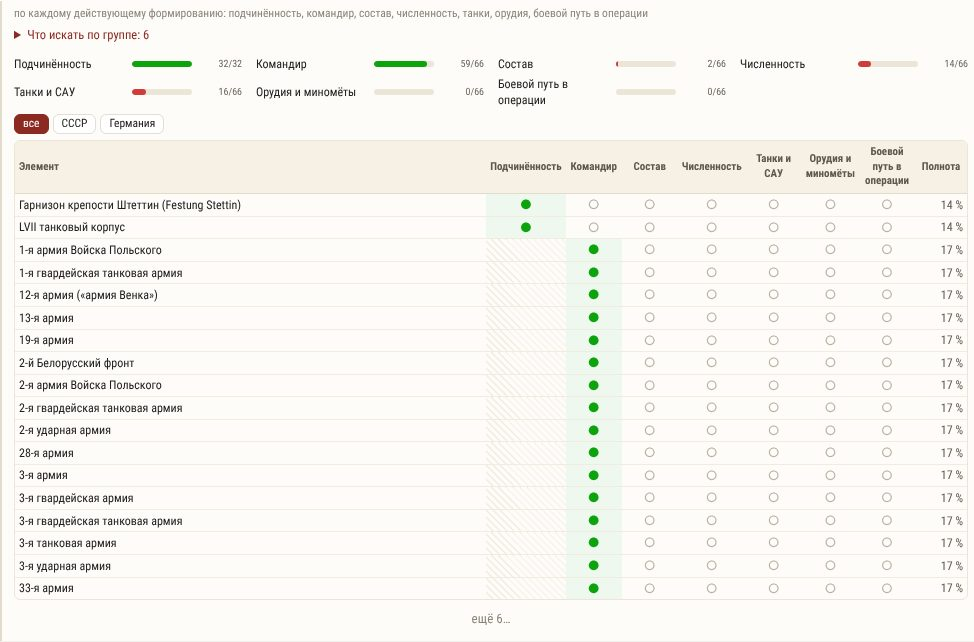 по каждому действующему формированию: подчинённость, командир, состав, численность, танки, орудия, боевой путь в операции
Что искать по группе: 6
Подчинённость 32/32 Командир 59/66 Состав 2/66 Численность 14/66
Танки и САУ 16/66 Орудия и миномёты 0/66 Боевой путь в операции 0/66
все СССР Германия
Элемент Подчинённость Командир Состав Численность Танки и САУ Орудия и миномёты Боевой путь в операции Полнота
Гарнизон крепости Штеттин (Festung Stettin) 14 %
LVII танковый корпус 14 %
1-я армия Войска Польского 17 %
1-я гвардейская танковая армия 17 %
12-я армия («армия Венка») 17 %
13-я армия 17 %
19-я армия 17 %
2-й Белорусский фронт 17 %
2-я армия Войска Польского 17 %
2-я гвардейская танковая армия 17 %
2-я ударная армия 17 %
28-я армия 17 %
3-я армия 17 %
3-я гвардейская армия 17 %
3-я гвардейская танковая армия 17 %
3-я танковая армия 17 %
3-я ударная армия 17 %
33-я армия 17 %
ещё 6…